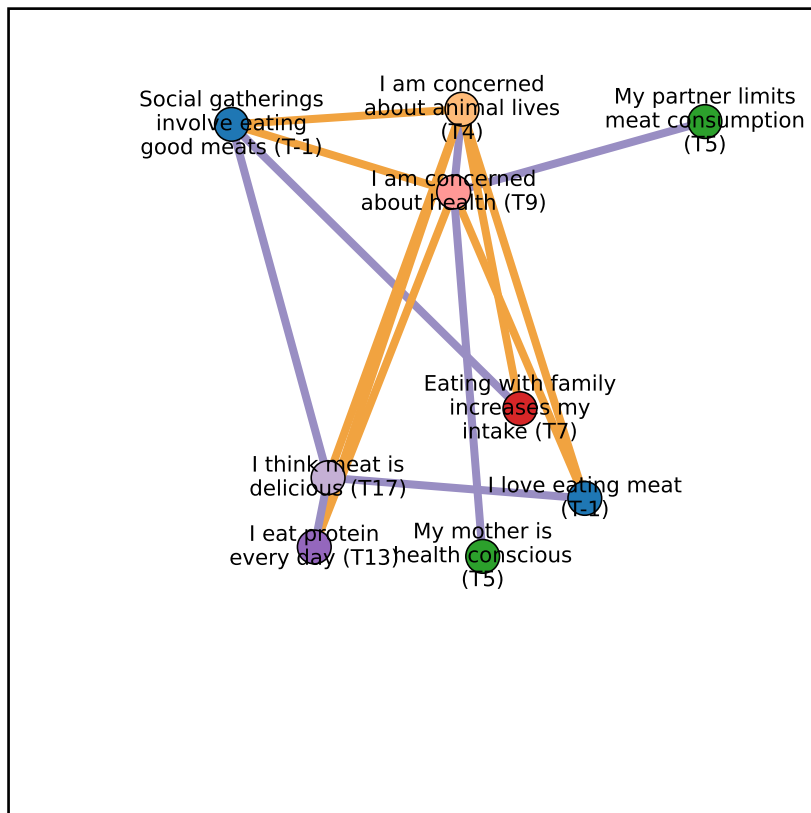 Social gatherings
involve eating
good meats (T-1)
I am concerned
about animal lives
(T4)
My partner limits
meat consumption
(T5)
I am concerned
about health (T9)
Eating with family
increases my
intake (T7)
I think meat is
delicious (T17)
I love eating meat
(T-1)
I eat protein
every day (T13)
My mother is
health conscious
(T5)